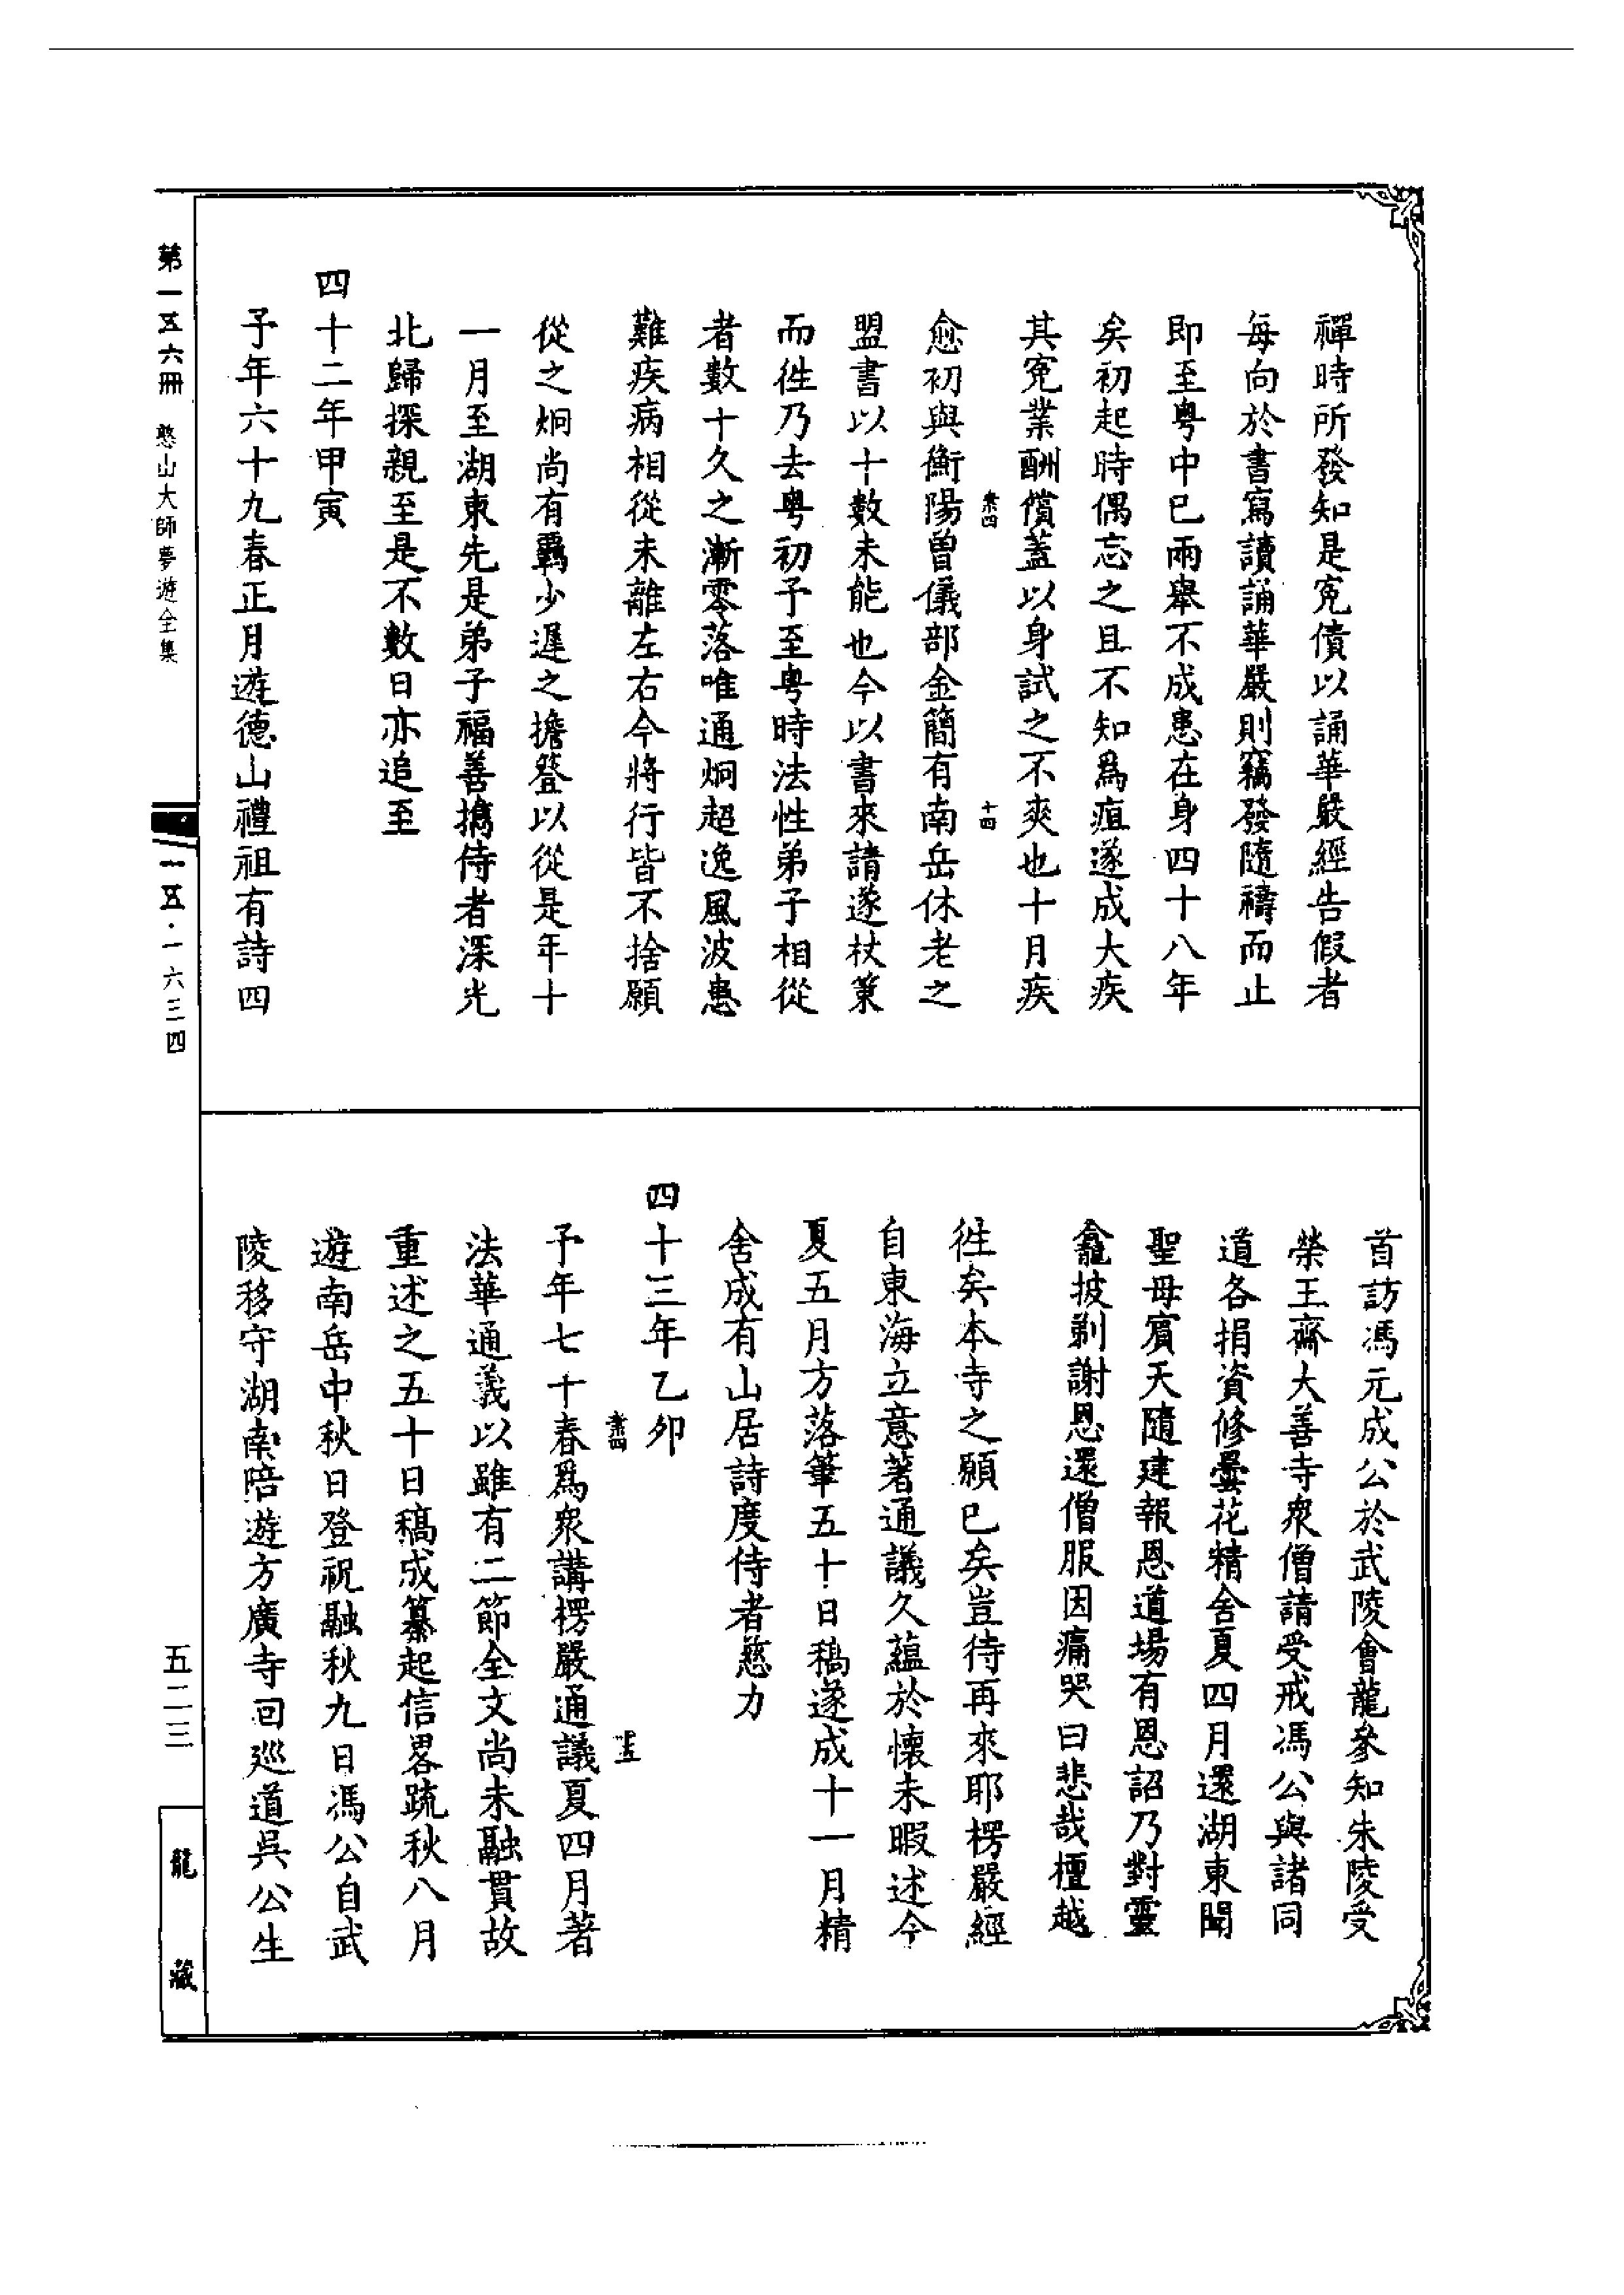 禪時所發知是冤債以誦華嚴經告假者
每向於書寫讀誦華嚴則竊發隨禱而止
即至粵中已兩舉不成患在身四十八年
矣初起時偶忘之且不知爲疽遂成大疾
其冤業酬償蓋以身試之不爽也十月疾
十四
愈初與衡陽曾儀部金簡有南岳休老之
盟書以十數未能也今以書來請遂杖策
而徃乃去粵初予至粵時法性弟子相從
者數十久之漸零落唯通炯超逸風波患
難疾病相從未離左右今將行皆不捨願
從之炯尚有羈少遲之擔簦以從是年十
一月至湖東先是弟子福善攜侍者深光
北歸探親至是不數日亦追至
四十二年甲寅
予年六十九春正月遊德山禮祖有詩四
首訪馮元成公於武陵會龍參知朱陵受
榮王齋大善寺衆僧請受戒馮公與諸同
道各捐資修曇花精舍夏四月還湖東聞
聖母賓天隨建報恩道場有恩詔乃對靈
龕披剃謝恩還僧服因痛哭曰悲哉檀越
徃矣本寺之願已矣豈待再來耶楞嚴經
自東海立意著通議久蘊於懷未暇述今
夏五月方落筆五十日稿遂成十一月精
舍成有山居詩度侍者慈力
四十三年乙卯
予年七十春爲衆講楞嚴通議夏四月著
法華通義以雖有二節全文尚未融貫故
重述之五十日稿成纂起信畧䟽秋八月
遊南岳中秋日登祝融秋九日馮公自武
陵移守湖南陪遊方廣寺回廵道吳公生
第一五六冊 憨山大師夢遊全集
一五·一六三四
五二三
龍藏